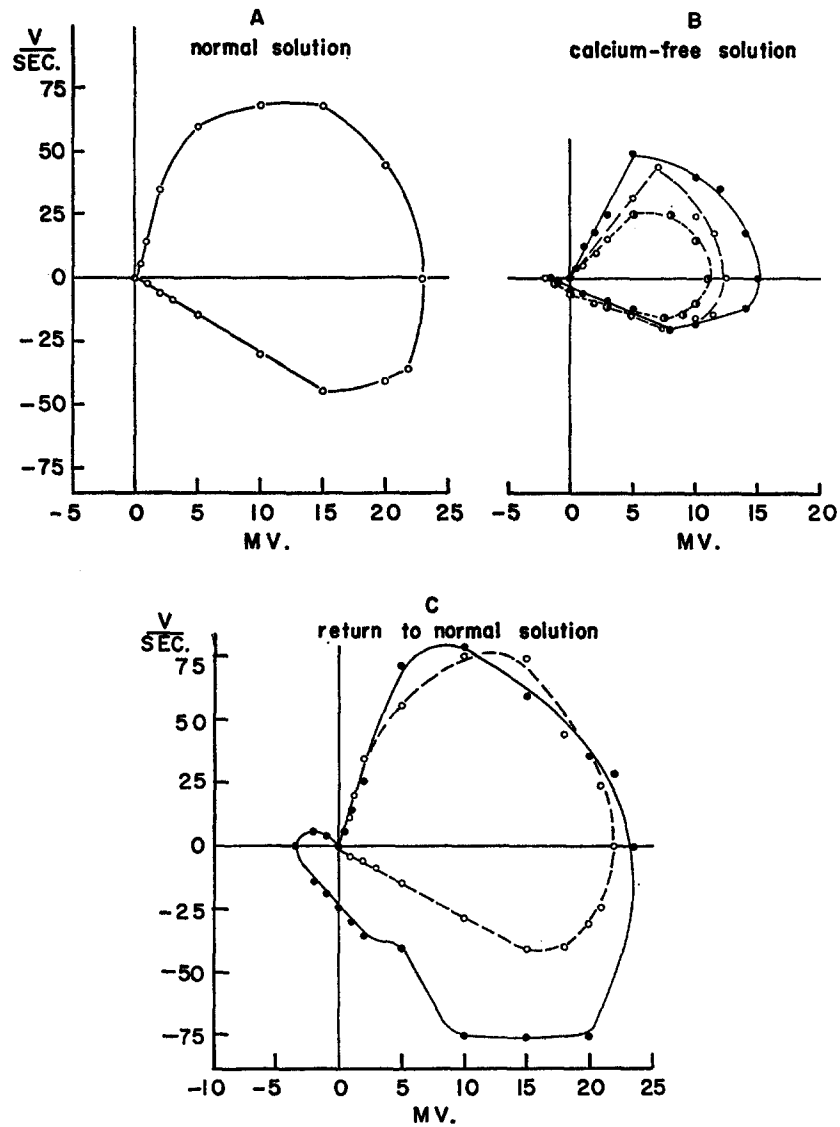 A
normal solution
V
SEC.
75
50
25
0
-25
-50
-75
-5 0 5 10 15 20 25
MV.
B
calcium-free solution
-5 0 5 10 15 20
MV.
C
return to normal solution
V
SEC.
75
50
25
0
-25
-50
-75
-10 -5 0 5 10 15 20 25
MV.